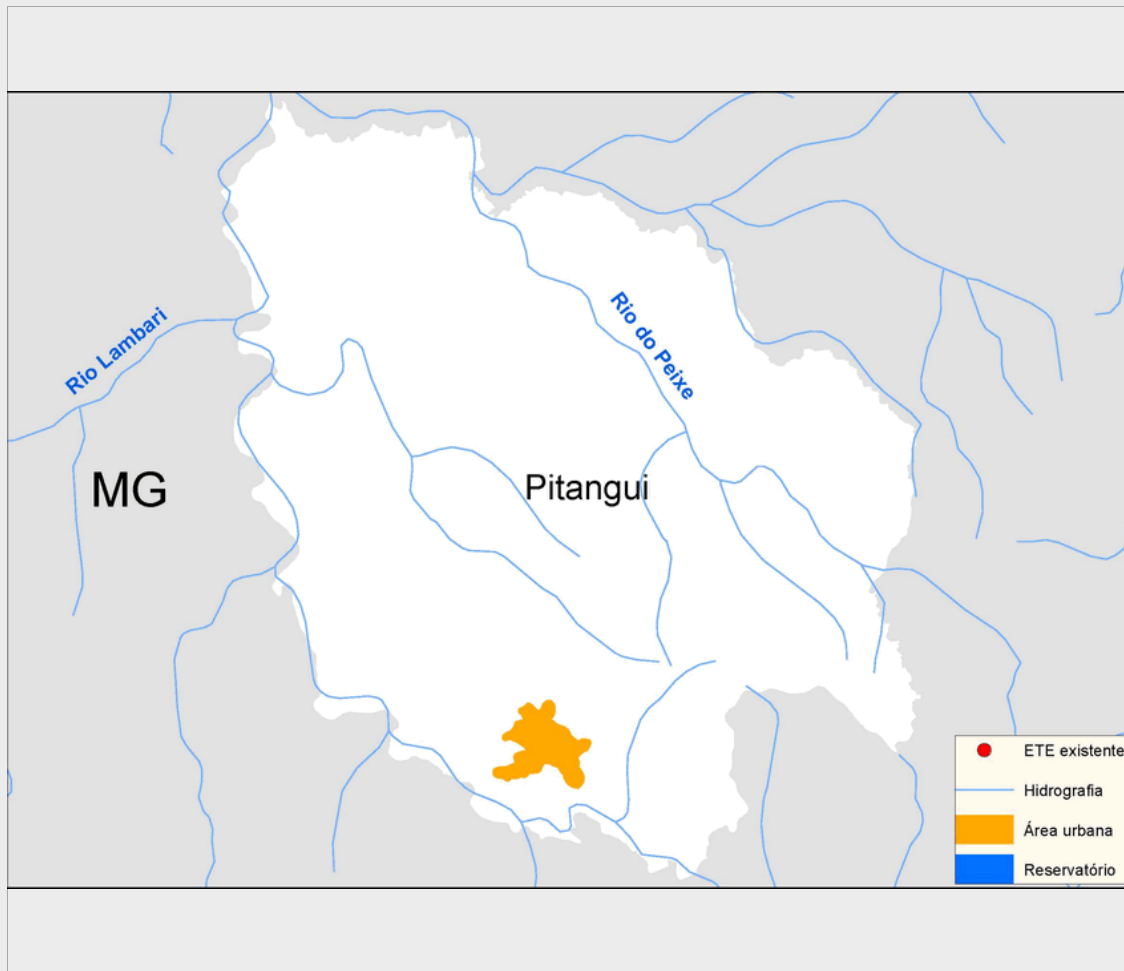 Rio do Peixe
Rio Lambari
MG
Pitangui
ETE existente
Hidrografia
Área urbana
Reservatório